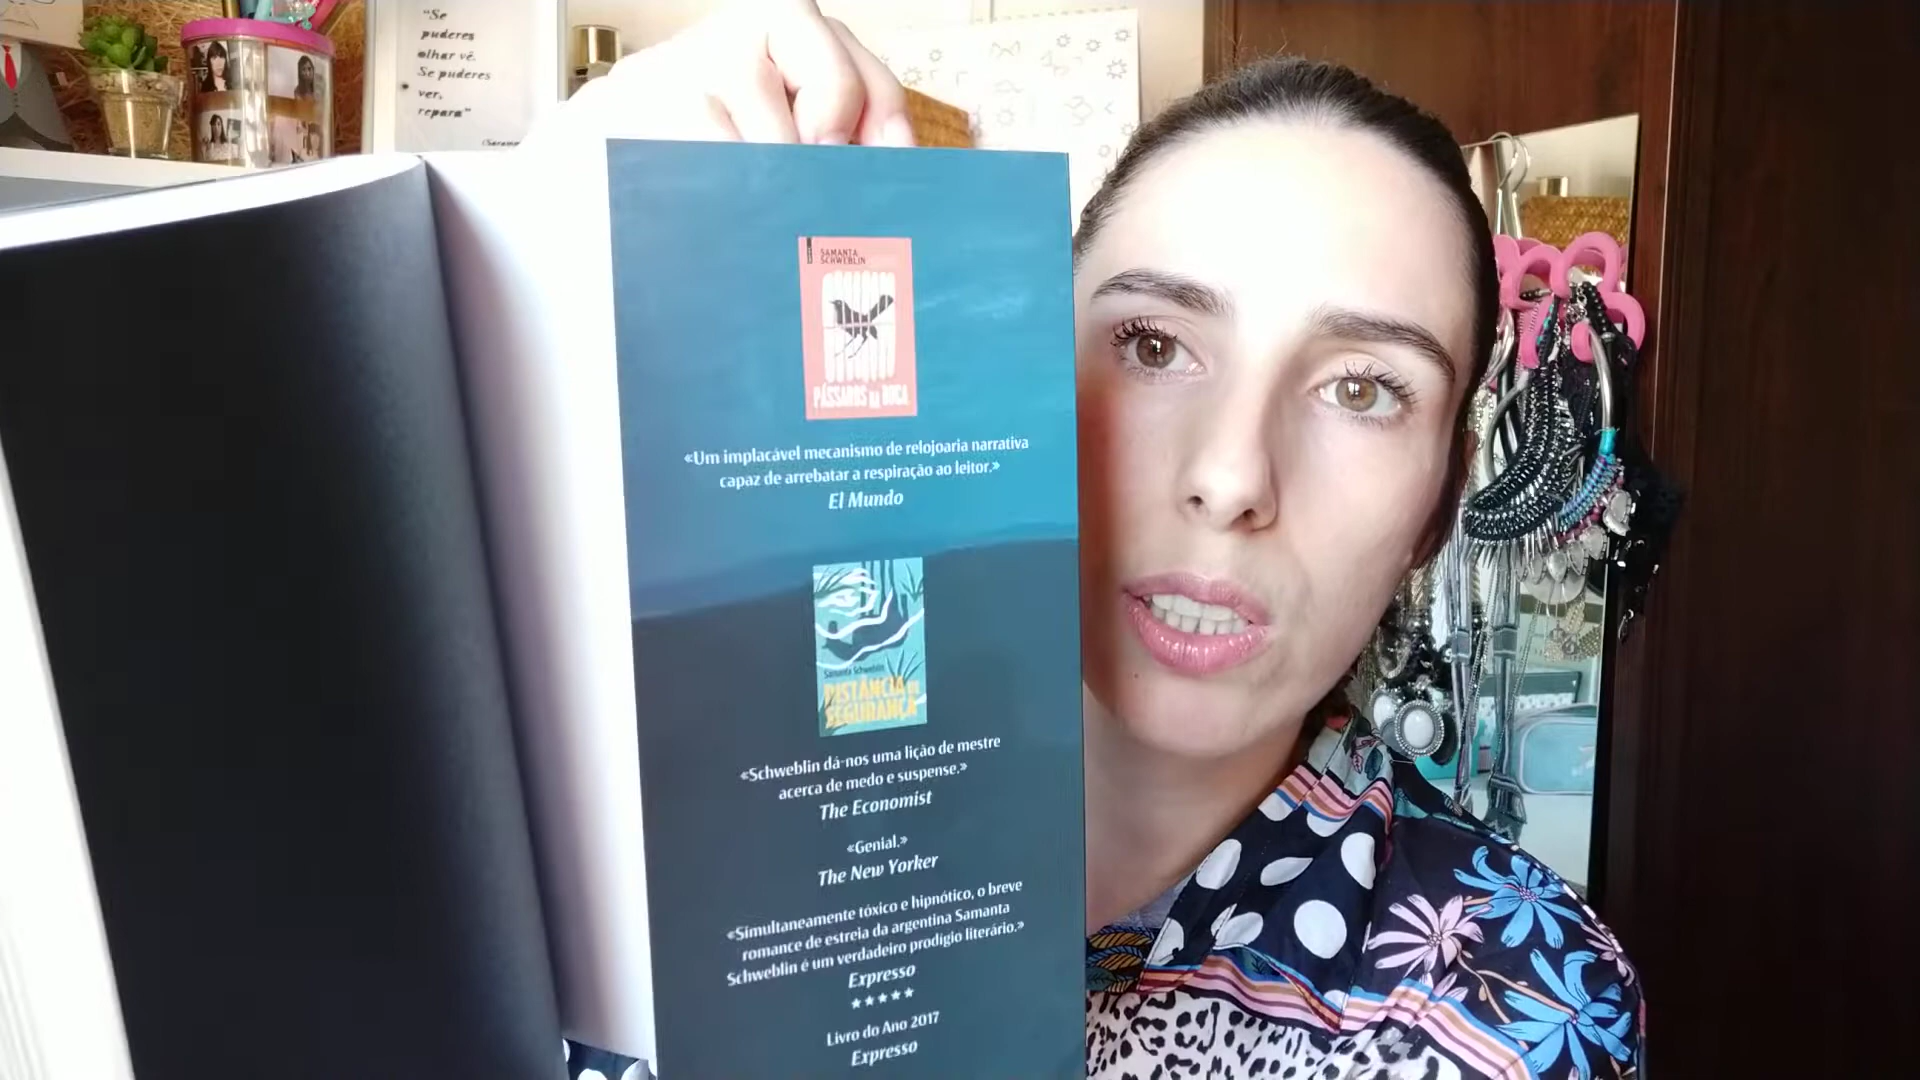 "Se
puderes
olhar vê.
Se puderes
ver,
repara"
SAMANTA
SCHWEBLIN
PÁSSAROS NA BOCA
«Um implacável mecanismo de relojoaria narrativa
capaz de arrebatar a respiração ao leitor.»
El Mundo
Samanta Schweblin
DISTÂNCIA DE
SEGURANÇA
«Schweblin dá-nos uma lição de mestre
acerca de medo e suspense.»
The Economist
«Genial.»
The New Yorker
«Simultaneamente tóxico e hipnótico, o breve
romance de estreia da argentina Samanta
Schweblin é um verdadeiro prodígio literário.»
Expresso
★★★★★
Livro do Ano 2017
Expresso